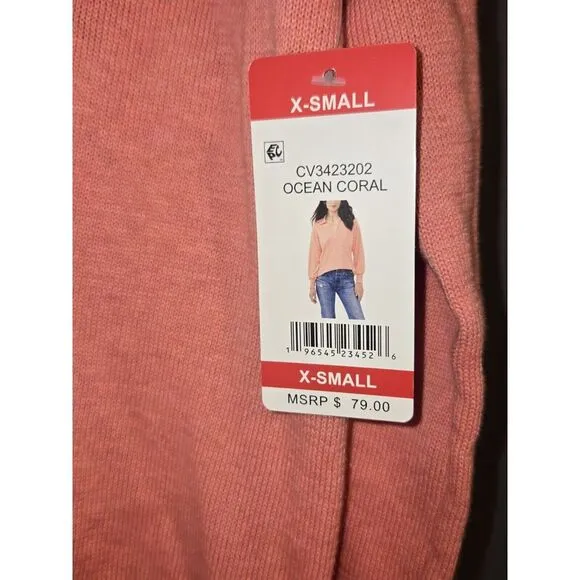 X-SMALL
CV3423202
OCEAN CORAL
1 96545 23452 6
X-SMALL
MSRP $ 79.00